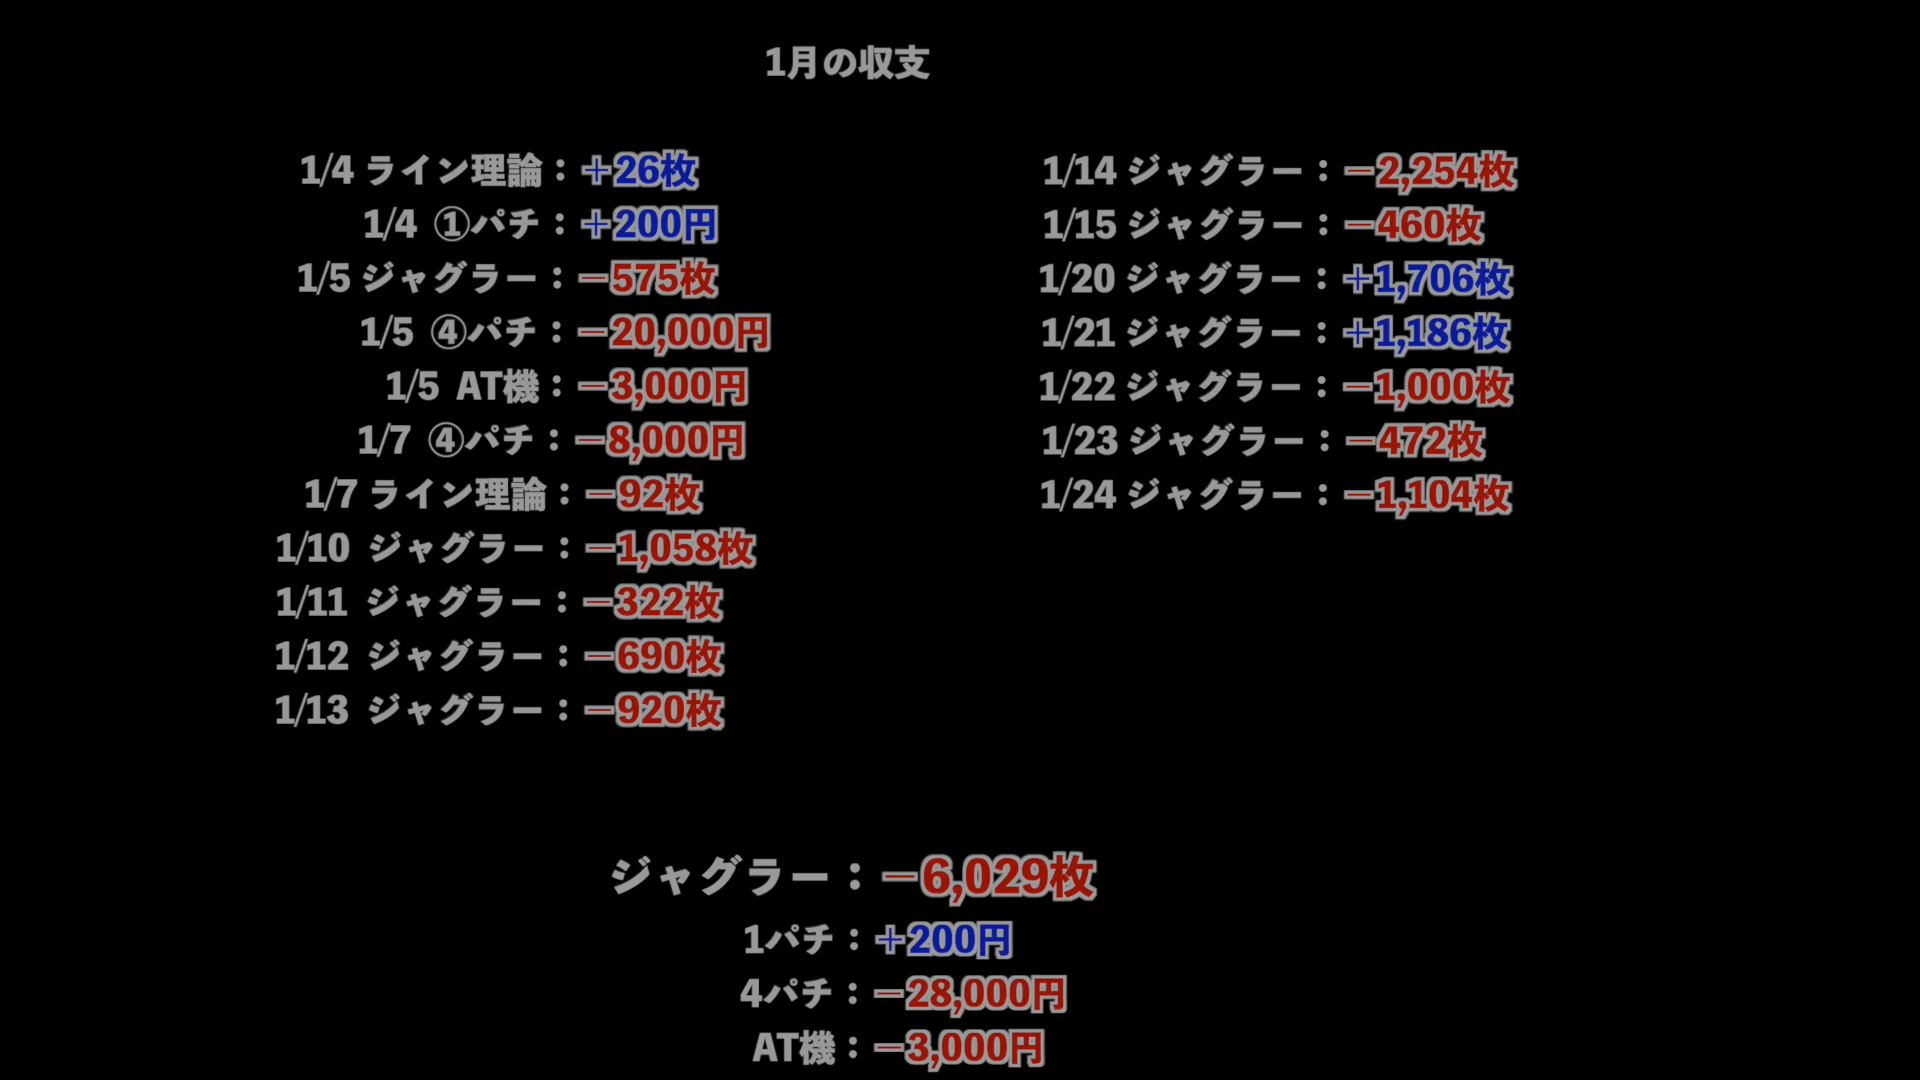 1月の収支
1/4 ライン理論：＋26枚
1/4 ①パチ：＋200円
1/5 ジャグラー：－575枚
1/5 ④パチ：－20,000円
1/5 AT機：－3,000円
1/7 ④パチ：－8,000円
1/7 ライン理論：－92枚
1/10 ジャグラー：－1,058枚
1/11 ジャグラー：－322枚
1/12 ジャグラー：－690枚
1/13 ジャグラー：－920枚
1/14 ジャグラー：－2,254枚
1/15 ジャグラー：－460枚
1/20 ジャグラー：＋1,706枚
1/21 ジャグラー：＋1,186枚
1/22 ジャグラー：－1,000枚
1/23 ジャグラー：－472枚
1/24 ジャグラー：－1,104枚
ジャグラー：－6,029枚
1パチ：＋200円
4パチ：－28,000円
AT機：－3,000円